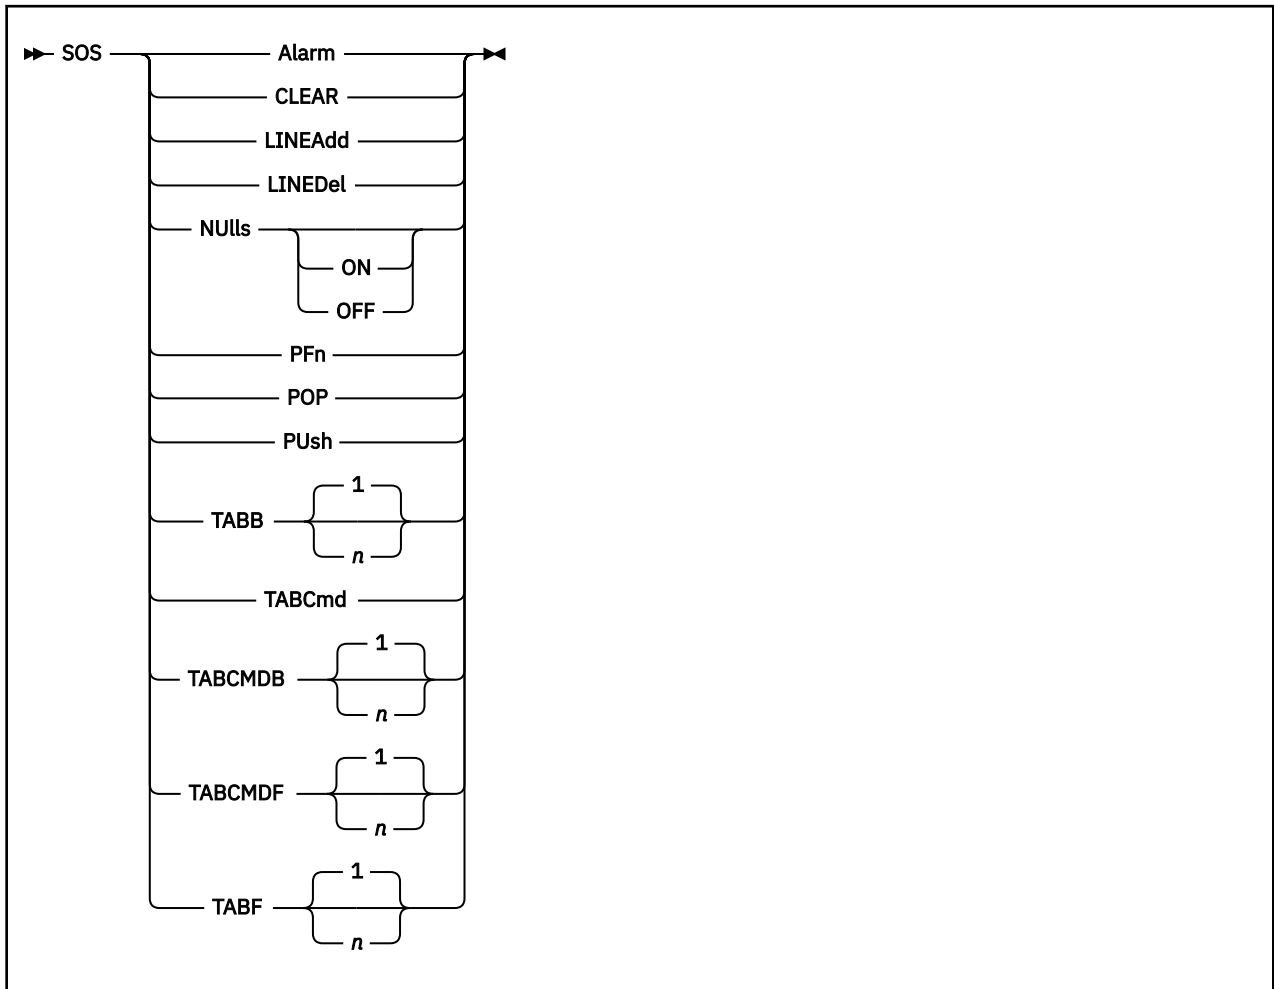 SOS Alarm
CLEAR
LINEAdd
LINEDel
NUlls
ON
OFF
PFn
POP
PUsh
1
TABB
n
TABCmd
1
TABCMDB
n
1
TABCMDF
n
1
TABF
n